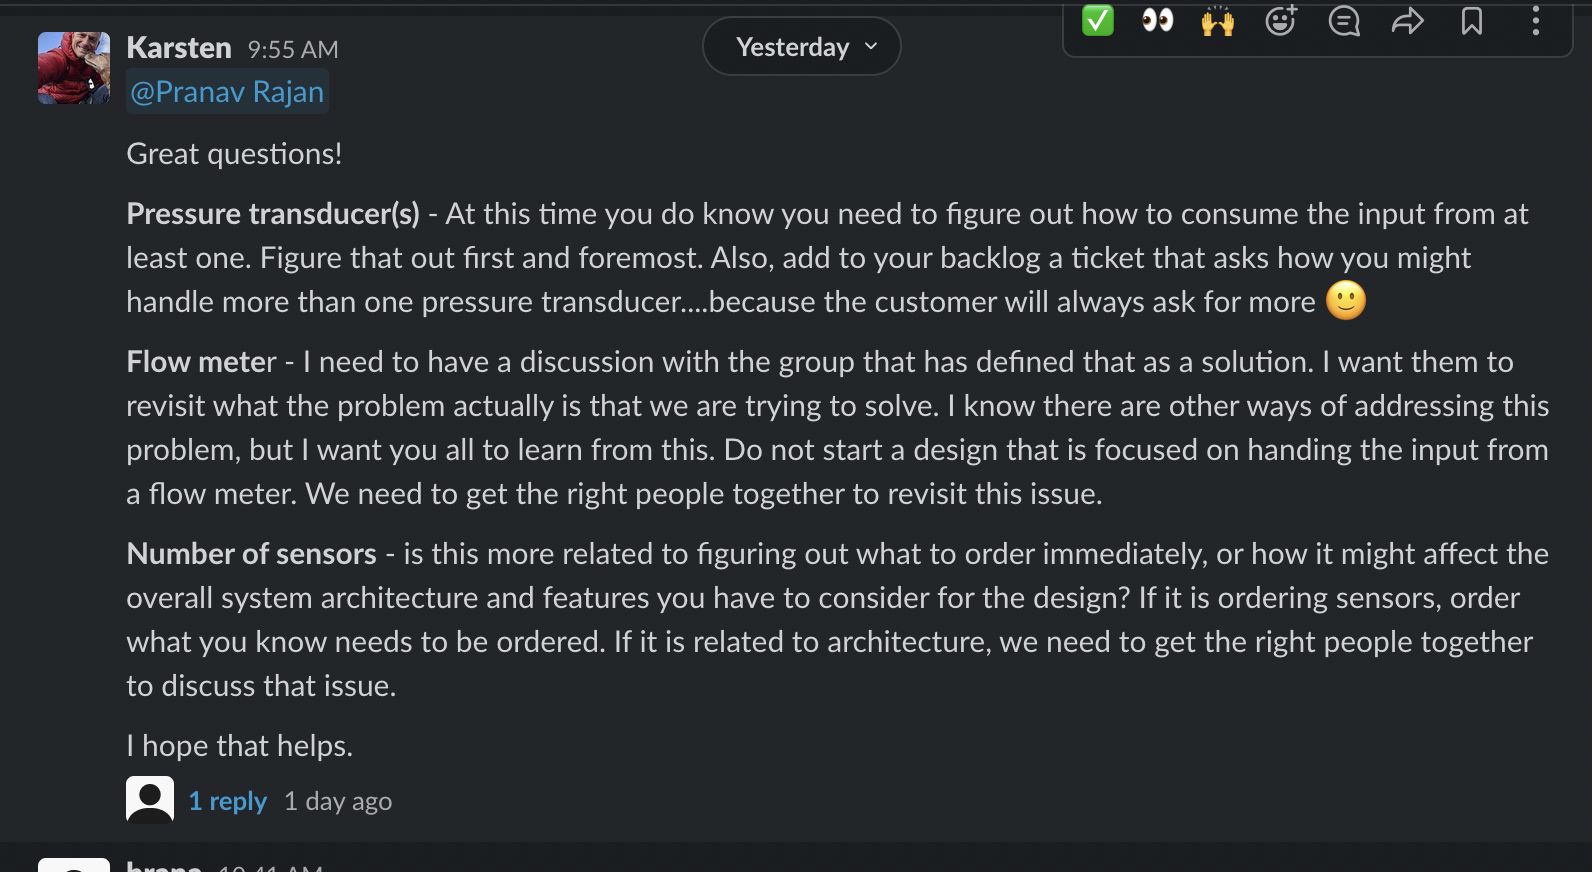 Karsten 9:55 AM
Yesterday
@Pranav Rajan
Great questions!
Pressure transducer(s) - At this time you do know you need to figure out how to consume the input from at
least one. Figure that out first and foremost. Also, add to your backlog a ticket that asks how you might
handle more than one pressure transducer....because the customer will always ask for more 🙂
Flow meter - I need to have a discussion with the group that has defined that as a solution. I want them to
revisit what the problem actually is that we are trying to solve. I know there are other ways of addressing this
problem, but I want you all to learn from this. Do not start a design that is focused on handing the input from
a flow meter. We need to get the right people together to revisit this issue.
Number of sensors - is this more related to figuring out what to order immediately, or how it might affect the
overall system architecture and features you have to consider for the design? If it is ordering sensors, order
what you know needs to be ordered. If it is related to architecture, we need to get the right people together
to discuss that issue.
I hope that helps.
1 reply 1 day ago
10:41 AM